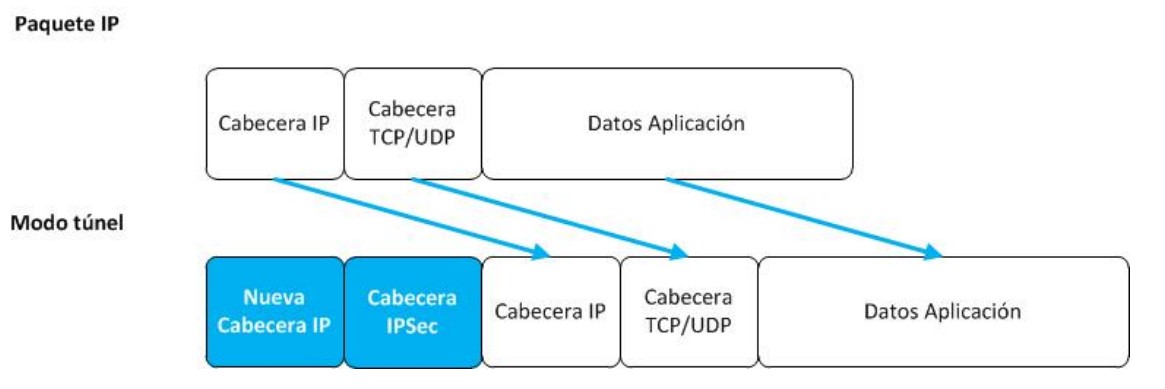 Paquete IP
Cabecera IP
Cabecera
TCP/UDP
Datos Aplicación
Modo túnel
Nueva
Cabecera IP
Cabecera
IPSec
Cabecera IP
Cabecera
TCP/UDP
Datos Aplicación